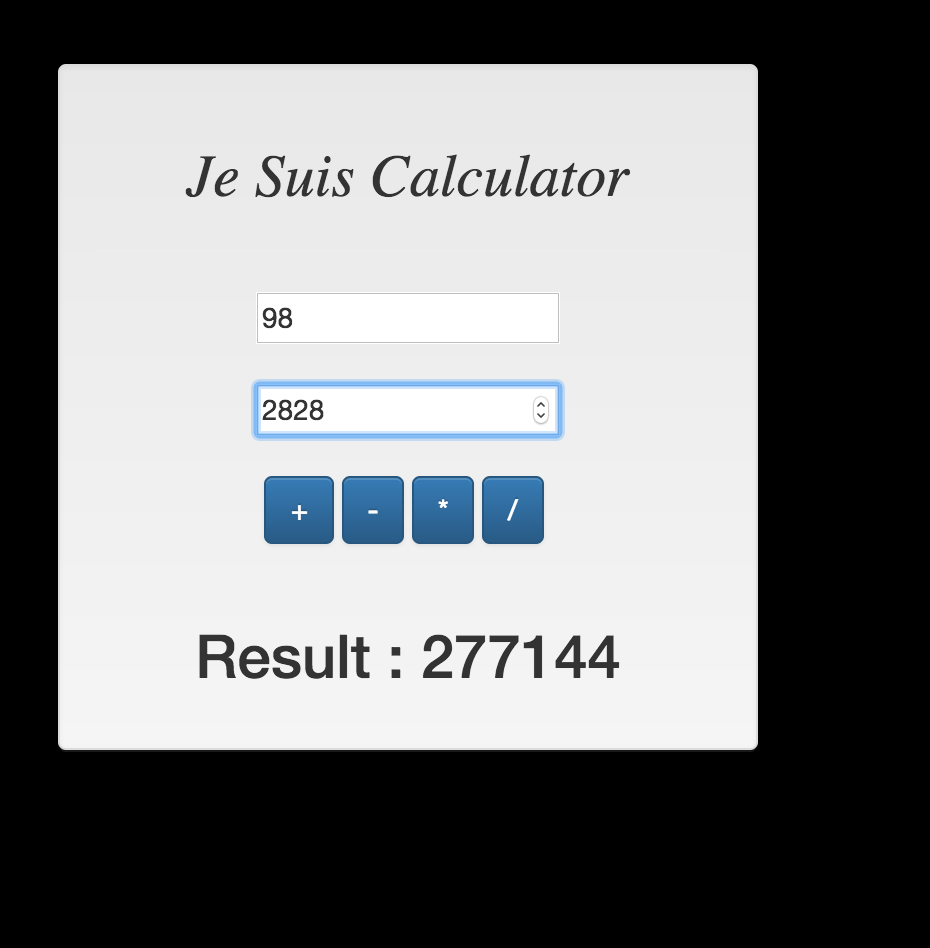 Je Suis Calculator
98
2828
+ - * /
Result : 277144